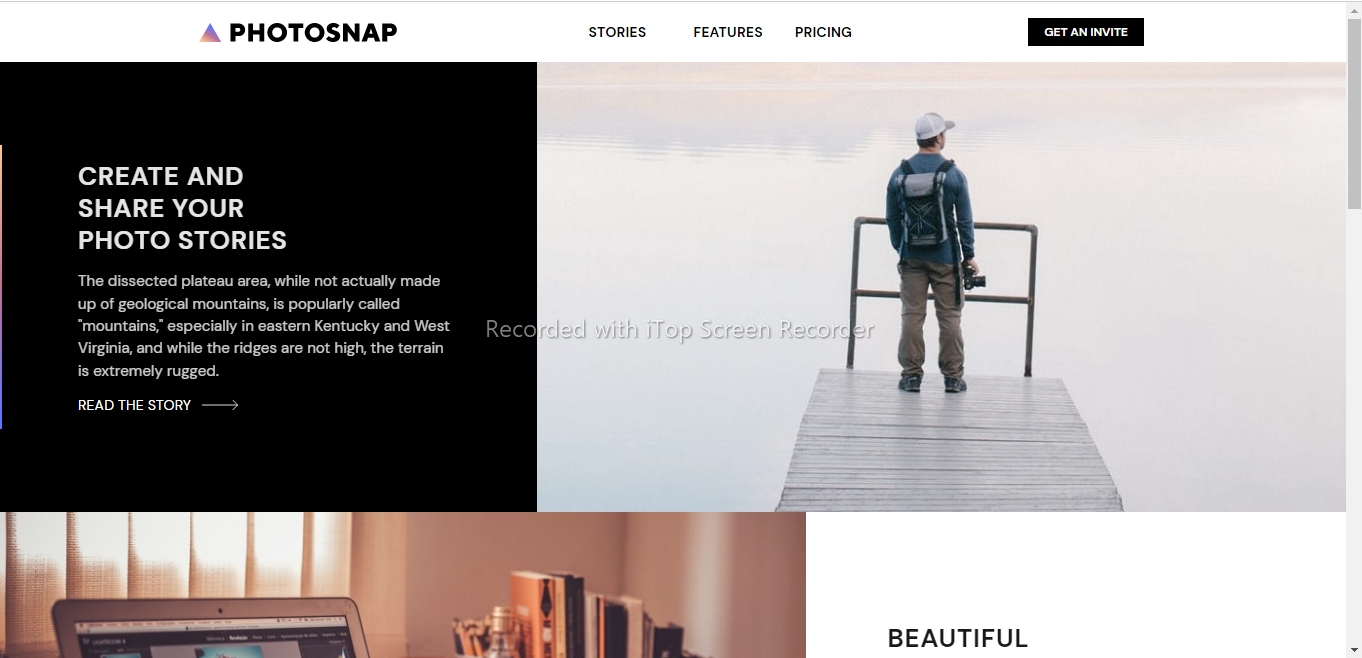 PHOTOSNAP
STORIES FEATURES PRICING
GET AN INVITE
CREATE AND
SHARE YOUR
PHOTO STORIES
The dissected plateau area, while not actually made
up of geological mountains, is popularly called
"mountains," especially in eastern Kentucky and West
Virginia, and while the ridges are not high, the terrain
is extremely rugged.
READ THE STORY
Recorded with iTop Screen Recorder
BEAUTIFUL